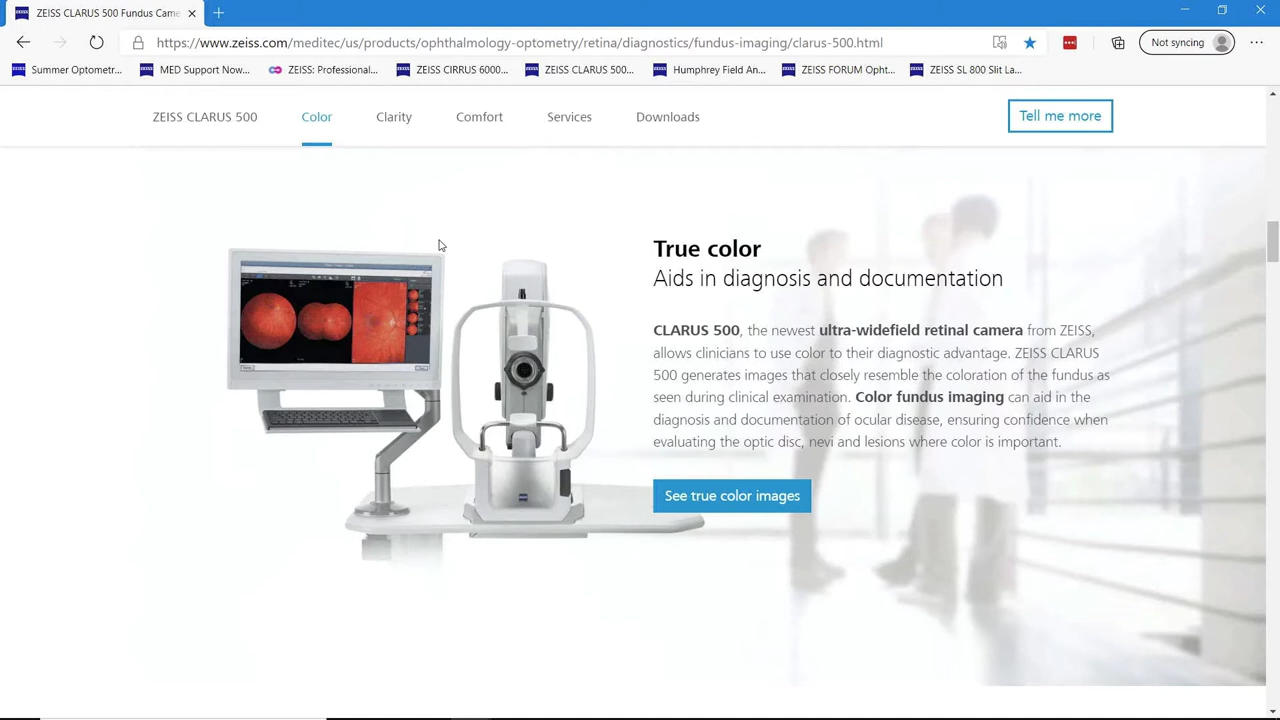 ZEISS CLARUS 500 Fundus Came
https://www.zeiss.com/meditec/us/products/ophthalmology-optometry/retina/diagnostics/fundus-imaging/clarus-500.html
Not syncing
Summer Optometr... MED Support Now... ZEISS: Professional... ZEISS CIRRUS 6000... ZEISS CLARUS 500... Humphrey Field An... ZEISS FORUM Opht... ZEISS SL 800 Slit La...
ZEISS CLARUS 500 Color Clarity Comfort Services Downloads Tell me more
True color
Aids in diagnosis and documentation
CLARUS 500, the newest ultra-widefield retinal camera from ZEISS,
allows clinicians to use color to their diagnostic advantage. ZEISS CLARUS
500 generates images that closely resemble the coloration of the fundus as
seen during clinical examination. Color fundus imaging can aid in the
diagnosis and documentation of ocular disease, ensuring confidence when
evaluating the optic disc, nevi and lesions where color is important.
See true color images